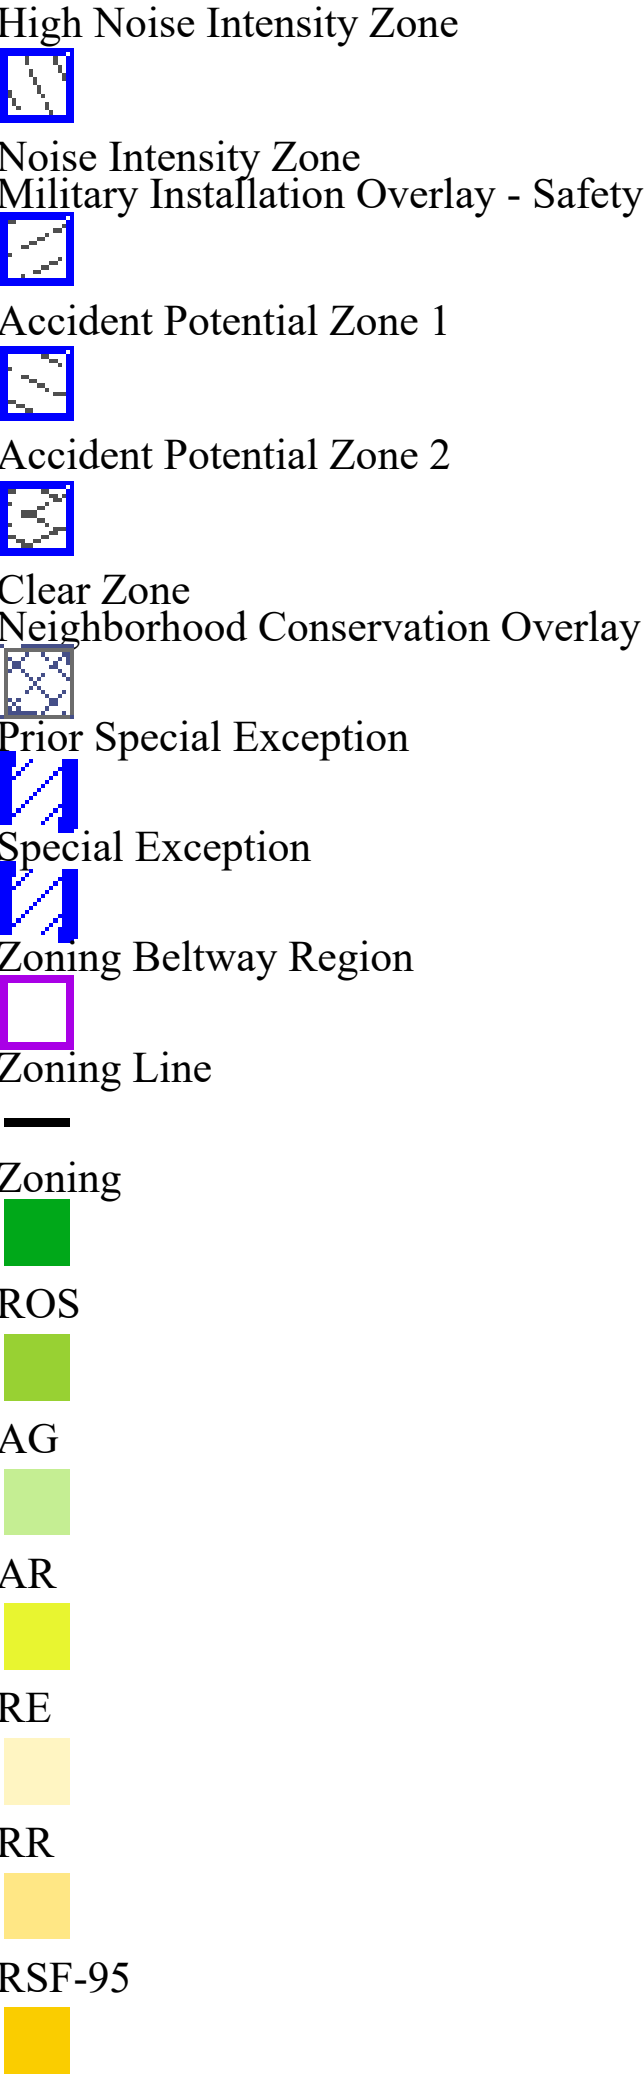 High Noise Intensity Zone
Noise Intensity Zone
Military Installation Overlay - Safety
Accident Potential Zone 1
Accident Potential Zone 2
Clear Zone
Neighborhood Conservation Overlay
Prior Special Exception
Special Exception
Zoning Beltway Region
Zoning Line
Zoning
ROS
AG
AR
RE
RR
RSF-95